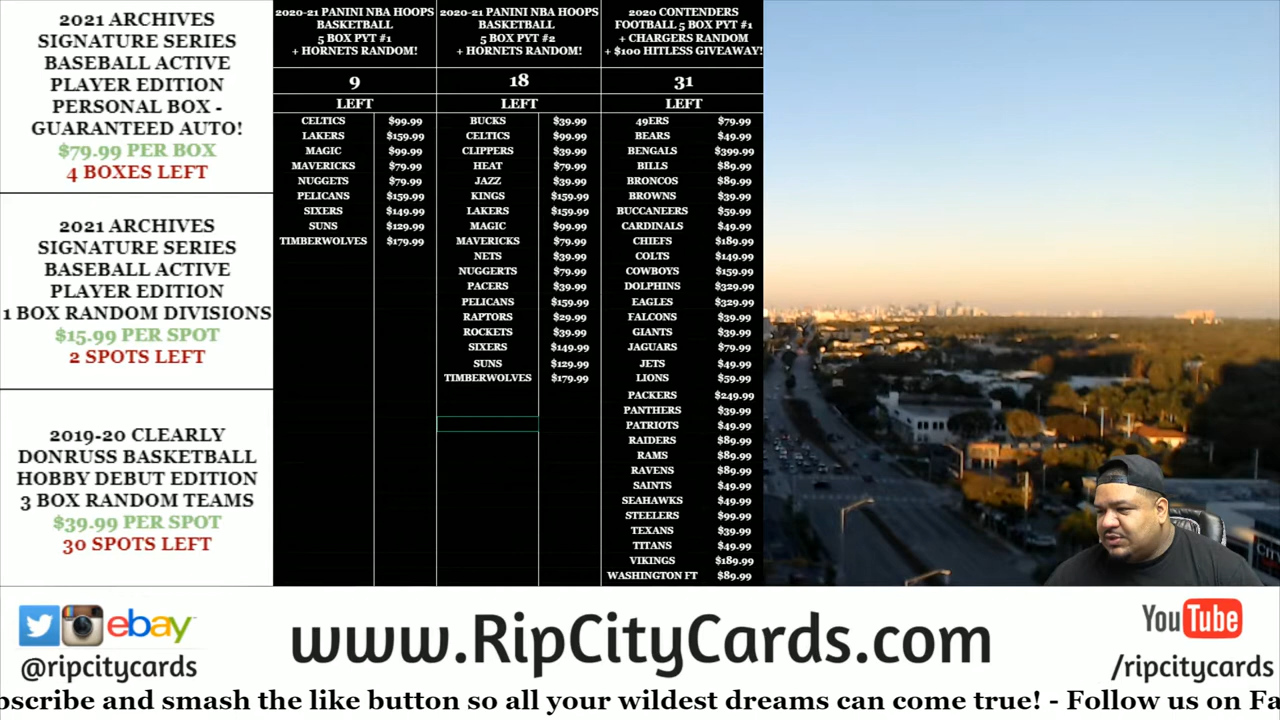 2021 ARCHIVES
SIGNATURE SERIES
BASEBALL ACTIVE
PLAYER EDITION
PERSONAL BOX -
GUARANTEED AUTO!
$79.99 PER BOX
4 BOXES LEFT
2021 ARCHIVES
SIGNATURE SERIES
BASEBALL ACTIVE
PLAYER EDITION
1 BOX RANDOM DIVISIONS
$15.99 PER SPOT
2 SPOTS LEFT
2019-20 CLEARLY
DONRUSS BASKETBALL
HOBBY DEBUT EDITION
3 BOX RANDOM TEAMS
$39.99 PER SPOT
30 SPOTS LEFT
2020-21 PANINI NBA HOOPS
BASKETBALL
5 BOX PYT #1
+ HORNETS RANDOM!
9
LEFT
CELTICS $99.99
LAKERS $159.99
MAGIC $99.99
MAVERICKS $79.99
NUGGETS $79.99
PELICANS $159.99
SIXERS $149.99
SUNS $129.99
TIMBERWOLVES $179.99
2020-21 PANINI NBA HOOPS
BASKETBALL
5 BOX PYT #2
+ HORNETS RANDOM!
18
LEFT
BUCKS $39.99
CELTICS $99.99
CLIPPERS $39.99
HEAT $79.99
JAZZ $39.99
KINGS $159.99
LAKERS $159.99
MAGIC $99.99
MAVERICKS $79.99
NETS $39.99
NUGGERTS $79.99
PACERS $39.99
PELICANS $159.99
RAPTORS $29.99
ROCKETS $39.99
SIXERS $149.99
SUNS $129.99
TIMBERWOLVES $179.99
2020 CONTENDERS
FOOTBALL 5 BOX PYT #1
+ CHARGERS RANDOM
+ $100 HITLESS GIVEAWAY!
31
LEFT
49ERS $79.99
BEARS $49.99
BENGALS $399.99
BILLS $89.99
BRONCOS $89.99
BROWNS $39.99
BUCCANEERS $59.99
CARDINALS $49.99
CHIEFS $189.99
COLTS $149.99
COWBOYS $159.99
DOLPHINS $329.99
EAGLES $329.99
FALCONS $39.99
GIANTS $39.99
JAGUARS $79.99
JETS $49.99
LIONS $59.99
PACKERS $249.99
PANTHERS $39.99
PATRIOTS $49.99
RAIDERS $89.99
RAMS $89.99
RAVENS $89.99
SAINTS $49.99
SEAHAWKS $49.99
STEELERS $99.99
TEXANS $39.99
TITANS $49.99
VIKINGS $189.99
WASHINGTON FT $89.99
ebay
@ripcitycards
www.RipCityCards.com
YouTube
/ripcitycards
bscribe and smash the like button so all your wildest dreams can come true! - Follow us on Fa